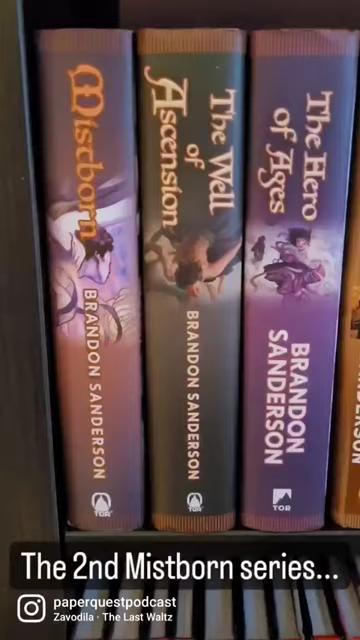 Mistborn
BRANDON SANDERSON
TOR
The Well
of
Ascension
BRANDON SANDERSON
TOR
The Hero
of Ages
BRANDON
SANDERSON
TOR
The 2nd Mistborn series...
paperquestpodcast
Zavodila · The Last Waltz